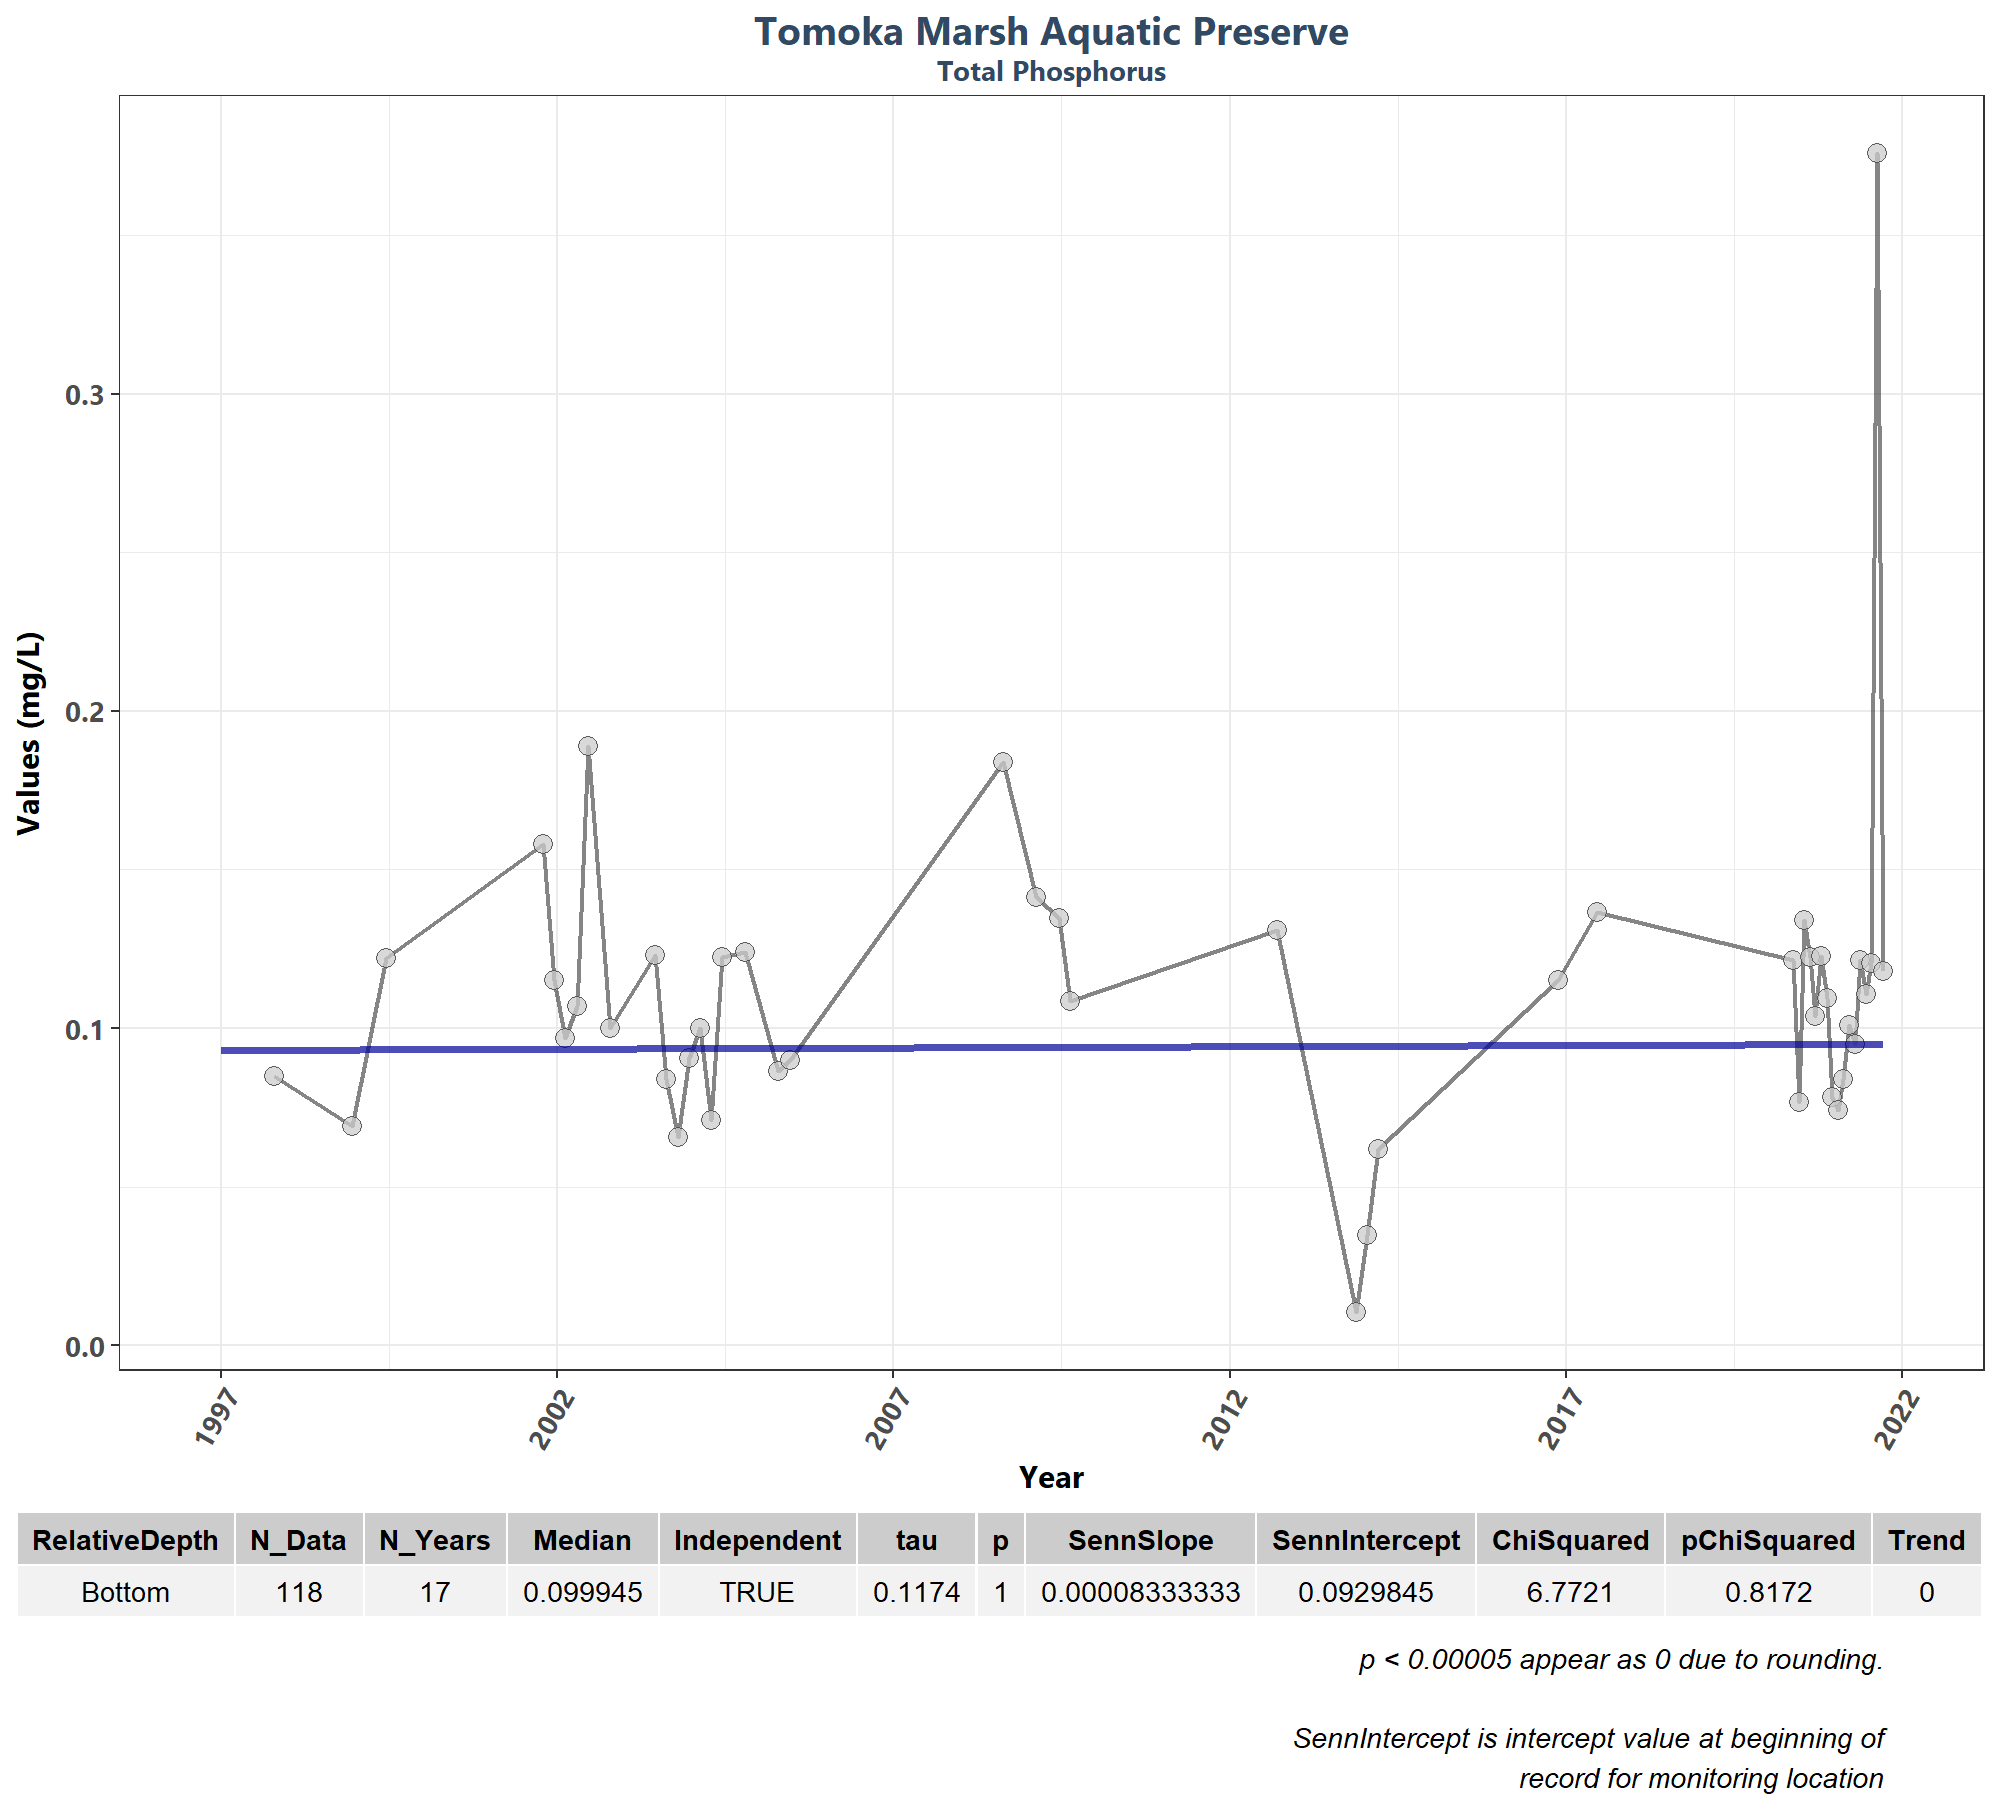 Tomoka Marsh Aquatic Preserve
Total Phosphorus
Values (mg/L)
0.3
0.2
0.1
0.0
1997 2002 2007 2012 2017 2022
Year
RelativeDepth N_Data N_Years Median Independent tau p SennSlope SennIntercept ChiSquared pChiSquared Trend
Bottom 118 17 0.099945 TRUE 0.1174 1 0.00008333333 0.0929845 6.7721 0.8172 0
p < 0.00005 appear as 0 due to rounding.
SennIntercept is intercept value at beginning of
record for monitoring location